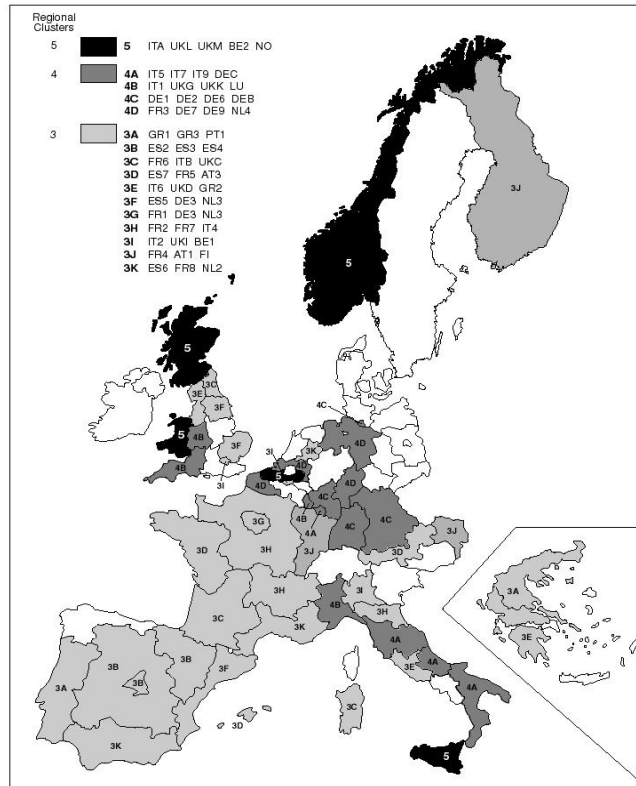 Regional
Clusters
5 5 ITA UKL UKM BE2 NO
4 4A IT5 IT7 IT9 DEC
4B IT1 UKG UKK LU
4C DE1 DE2 DE6 DEB
4D FR3 DE7 DE9 NL4
3 3A GR1 GR3 PT1
3B ES2 ES3 ES4
3C FR6 ITB UKC
3D ES7 FR5 AT3
3E IT6 UKD GR2
3F ES5 DE3 NL3
3G FR1 DE3 NL3
3H FR2 FR7 IT4
3I IT2 UKI BE1
3J FR4 AT1 FI
3K ES6 FR8 NL2
3J
5
5
3C
3E
3F
5
4B
3F
4B
3I
4C
4D
3K
3I
4D
5
4D
4D
4C
4B
4A
4C
4C
3J
3G
3H
3D
3J
3D
3H
3I
4B
3H
3C
3K
4A
3E
4A
4A
3B
3B
3B
3F
3A
3K
3D
3C
5
3A
3E